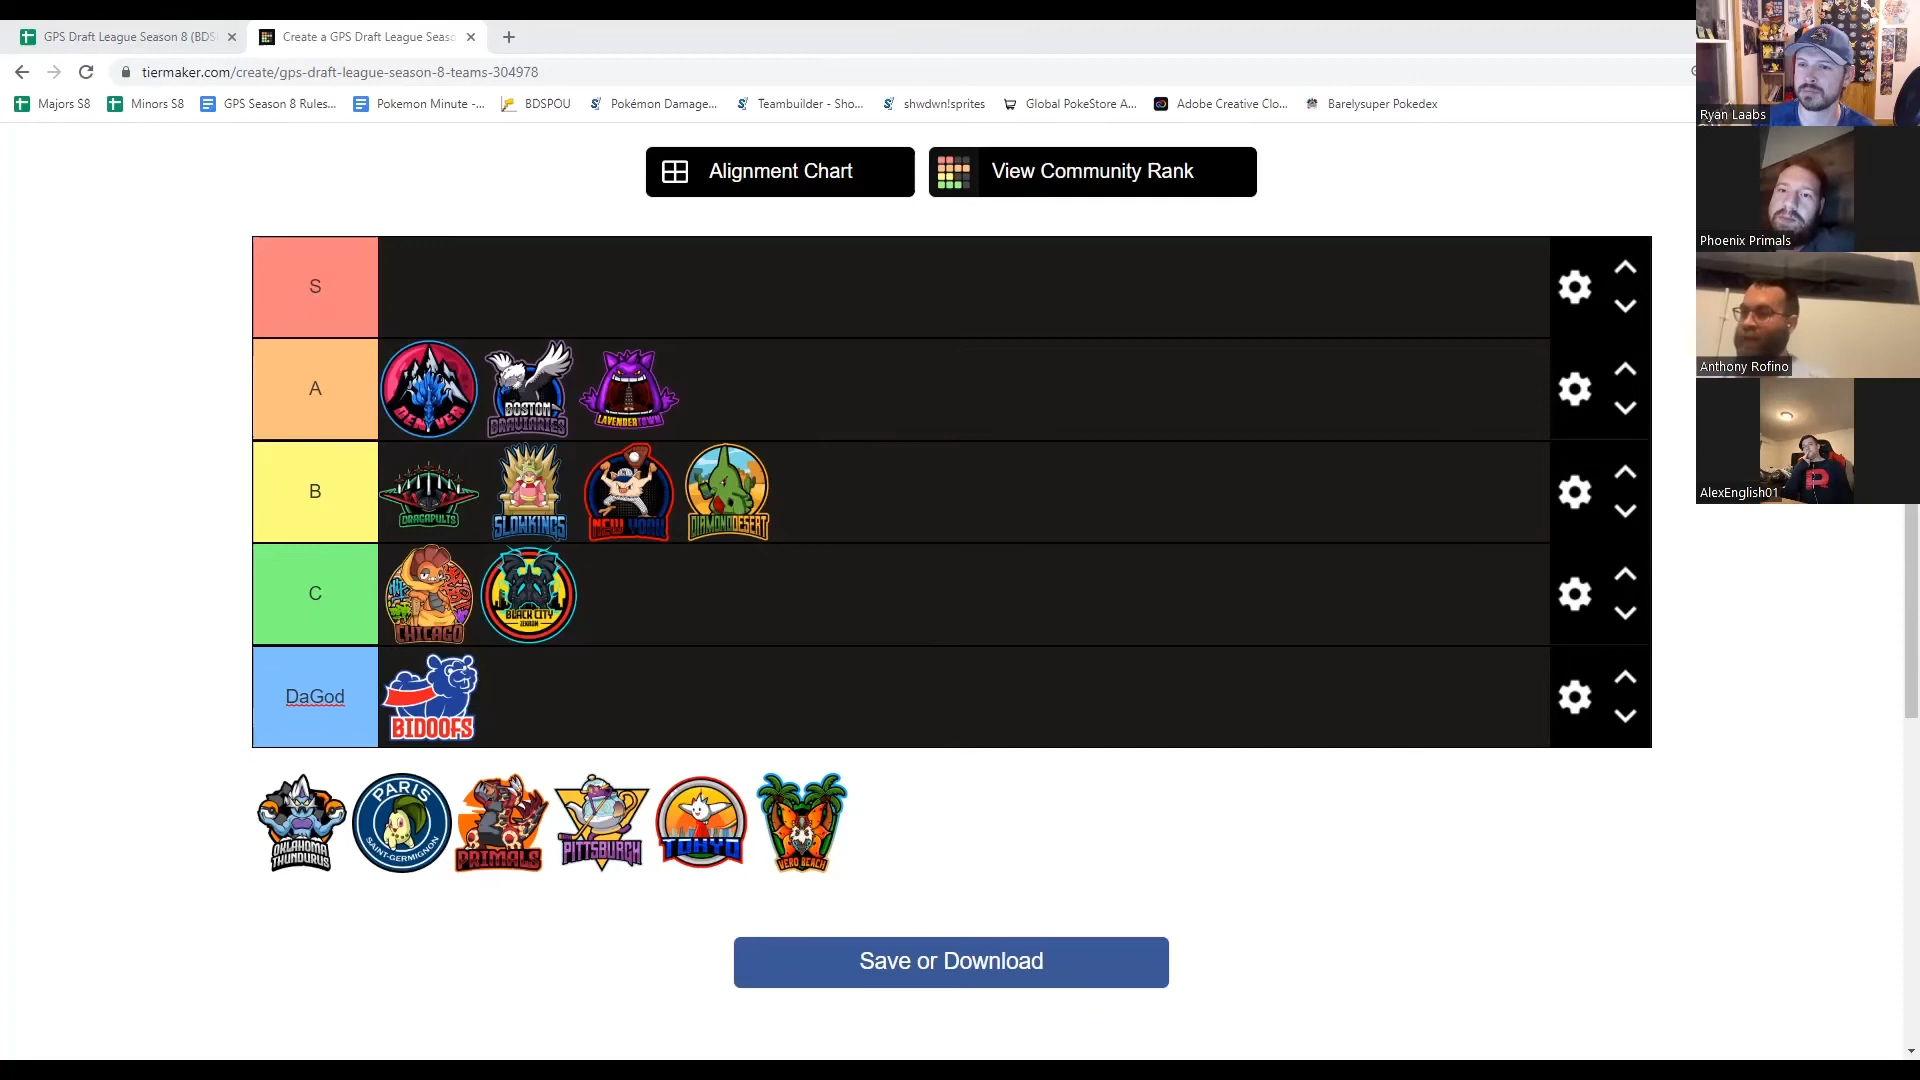 GPS Draft League Season 8 (BDS
Create a GPS Draft League Seaso
tiermaker.com/create/gps-draft-league-season-8-teams-304978
Majors S8
Minors S8
GPS Season 8 Rules...
Pokemon Minute -...
BDSPOU
Pokémon Damage...
Teambuilder - Sho...
shwdwn!sprites
Global PokeStore A...
Adobe Creative Clo...
Barelysuper Pokedex
Ryan Laabs
Phoenix Primals
Anthony Rofino
AlexEnglish01
Alignment Chart
View Community Rank
S
A
DENVER
BOSTON
BRAVIARIES
LAVENDERTOWN
B
DRAGAPULTS
SLOWKINGS
NEW YORK
DIAMONDDESERT
C
CHICAGO
BLACK CITY
ZEKROM
DaGod
BIDOOFS
OKLAHOMA
THUNDURUS
PARIS
SAINT-GERMIGNON
PRIMALS
PITTSBURGH
TOKYO
VERO BEACH
Save or Download